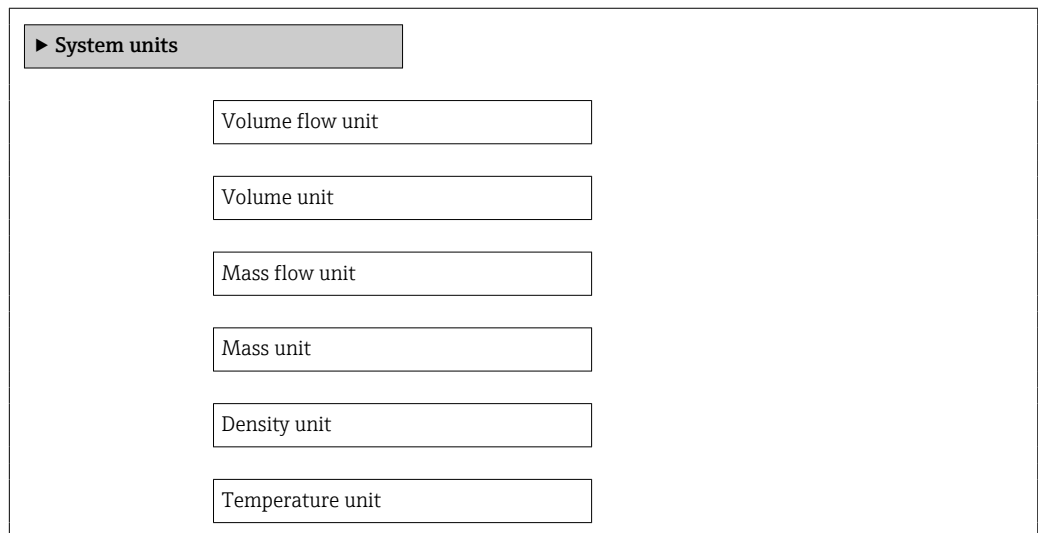 ▶ System units
Volume flow unit
Volume unit
Mass flow unit
Mass unit
Density unit
Temperature unit